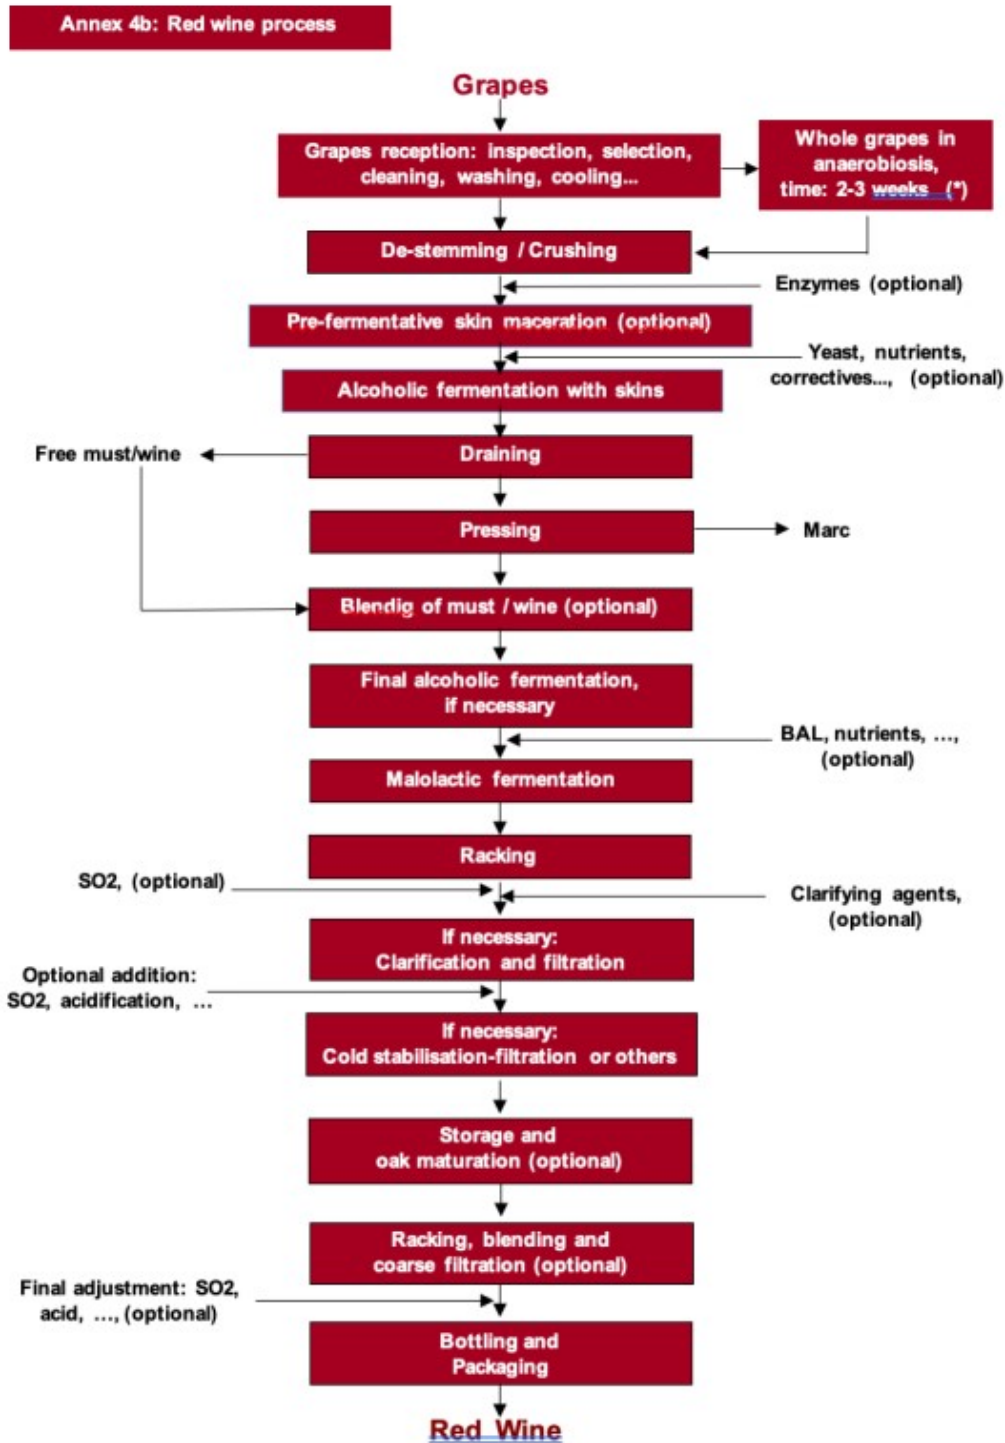 Annex 4b: Red wine process
Grapes
Grapes reception: inspection, selection,
cleaning, washing, cooling...
Whole grapes in
anaerobiosis,
time: 2-3 weeks (*)
De-stemming / Crushing
Enzymes (optional)
Pre-fermentative skin maceration (optional)
Yeast, nutrients,
correctives..., (optional)
Alcoholic fermentation with skins
Free must/wine
Draining
Pressing
Marc
Blendig of must / wine (optional)
Final alcoholic fermentation,
if necessary
BAL, nutrients, ...,
(optional)
Malolactic fermentation
Racking
SO2, (optional)
Clarifying agents,
(optional)
If necessary:
Clarification and filtration
Optional addition:
SO2, acidification, ...
If necessary:
Cold stabilisation-filtration or others
Storage and
oak maturation (optional)
Racking, blending and
coarse filtration (optional)
Final adjustment: SO2,
acid, ..., (optional)
Bottling and
Packaging
Red Wine